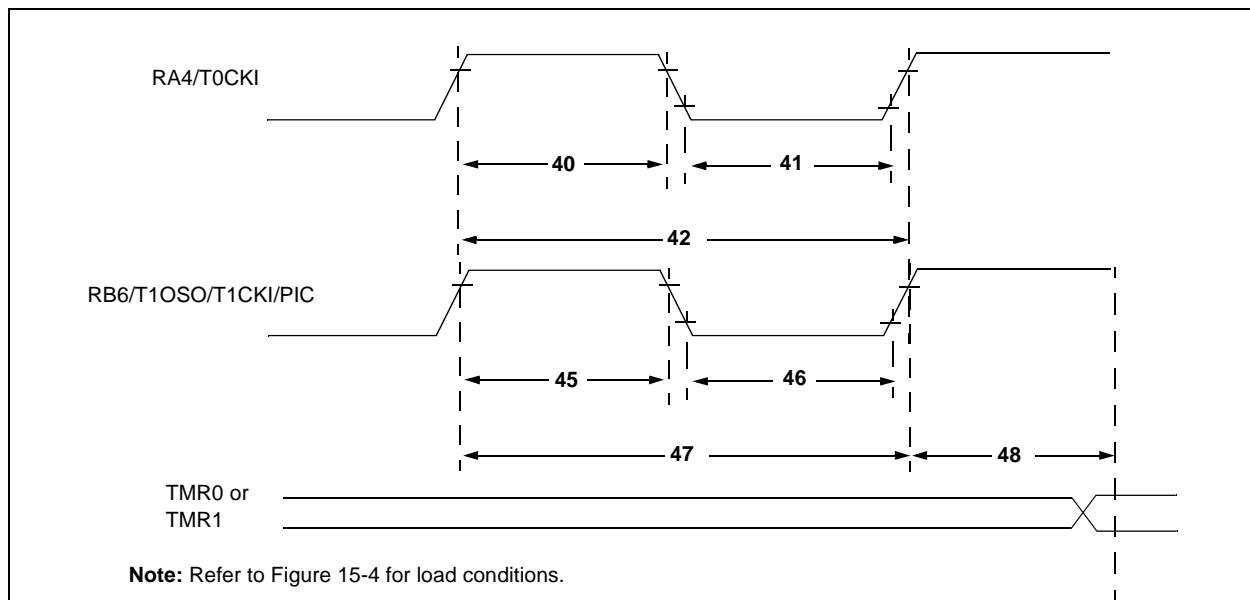 RA4/T0CKI
40
41
42
RB6/T1OSO/T1CKI/PIC
45
46
47
48
TMR0 or
TMR1
Note: Refer to Figure 15-4 for load conditions.